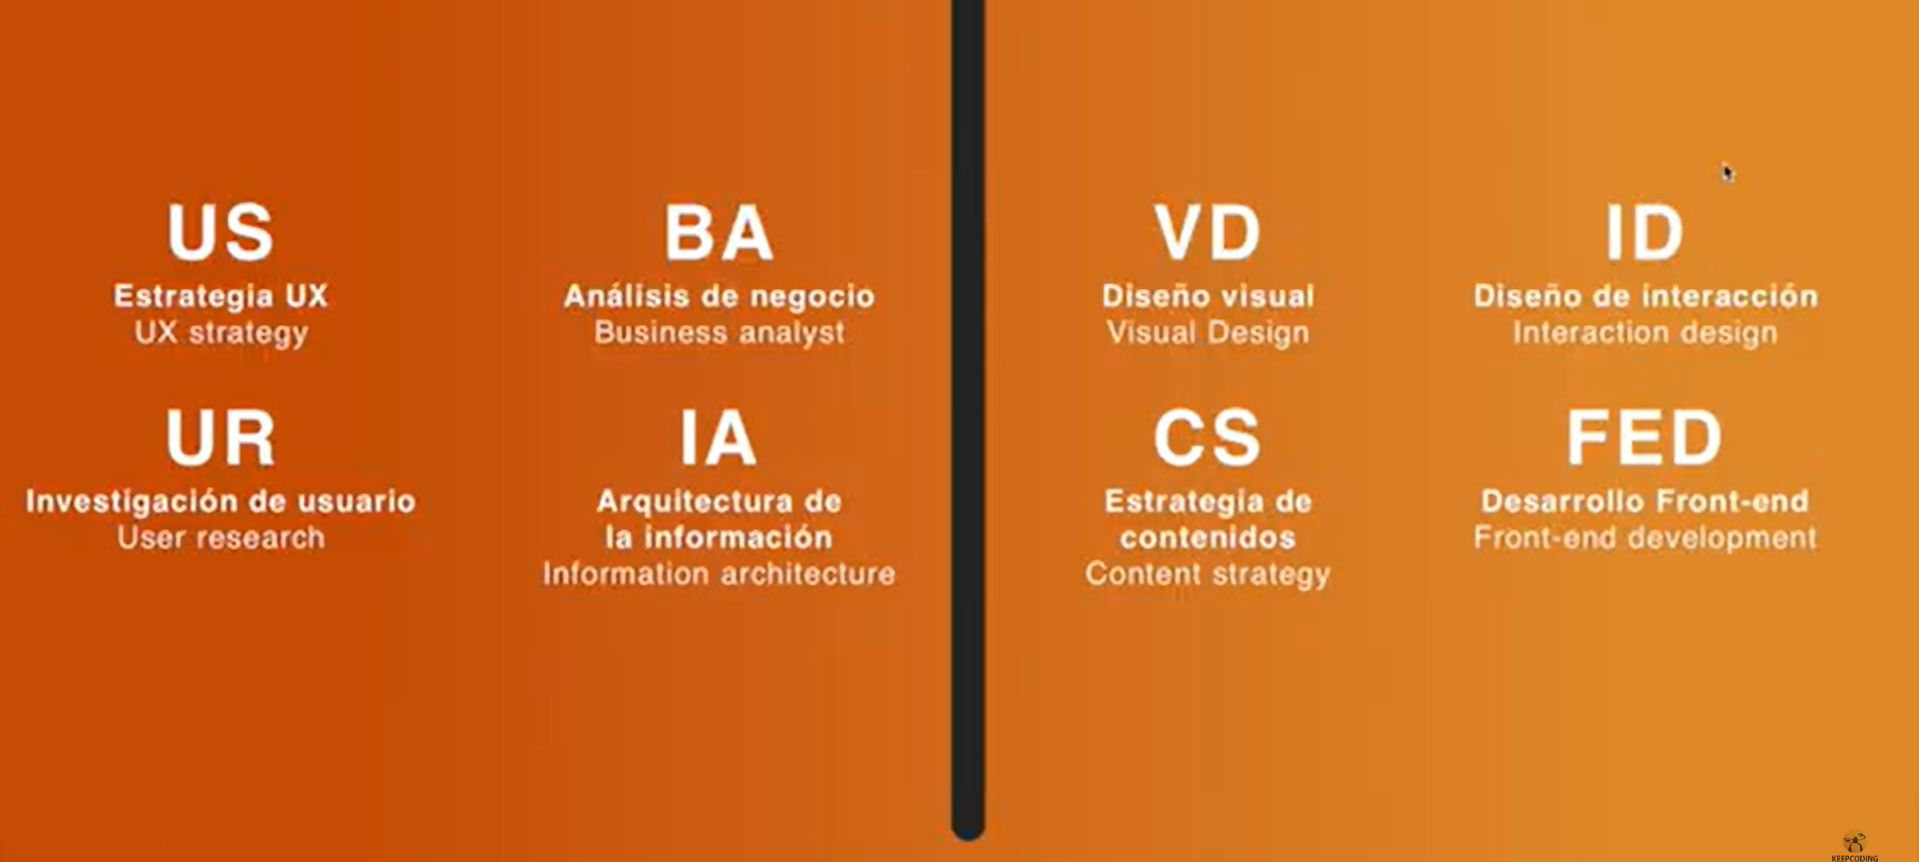 US
Estrategia UX
UX strategy
BA
Análisis de negocio
Business analyst
VD
Diseño visual
Visual Design
ID
Diseño de interacción
Interaction design
UR
Investigación de usuario
User research
IA
Arquitectura de
la información
Information architecture
CS
Estrategia de
contenidos
Content strategy
FED
Desarrollo Front-end
Front-end development
KEEPCODING